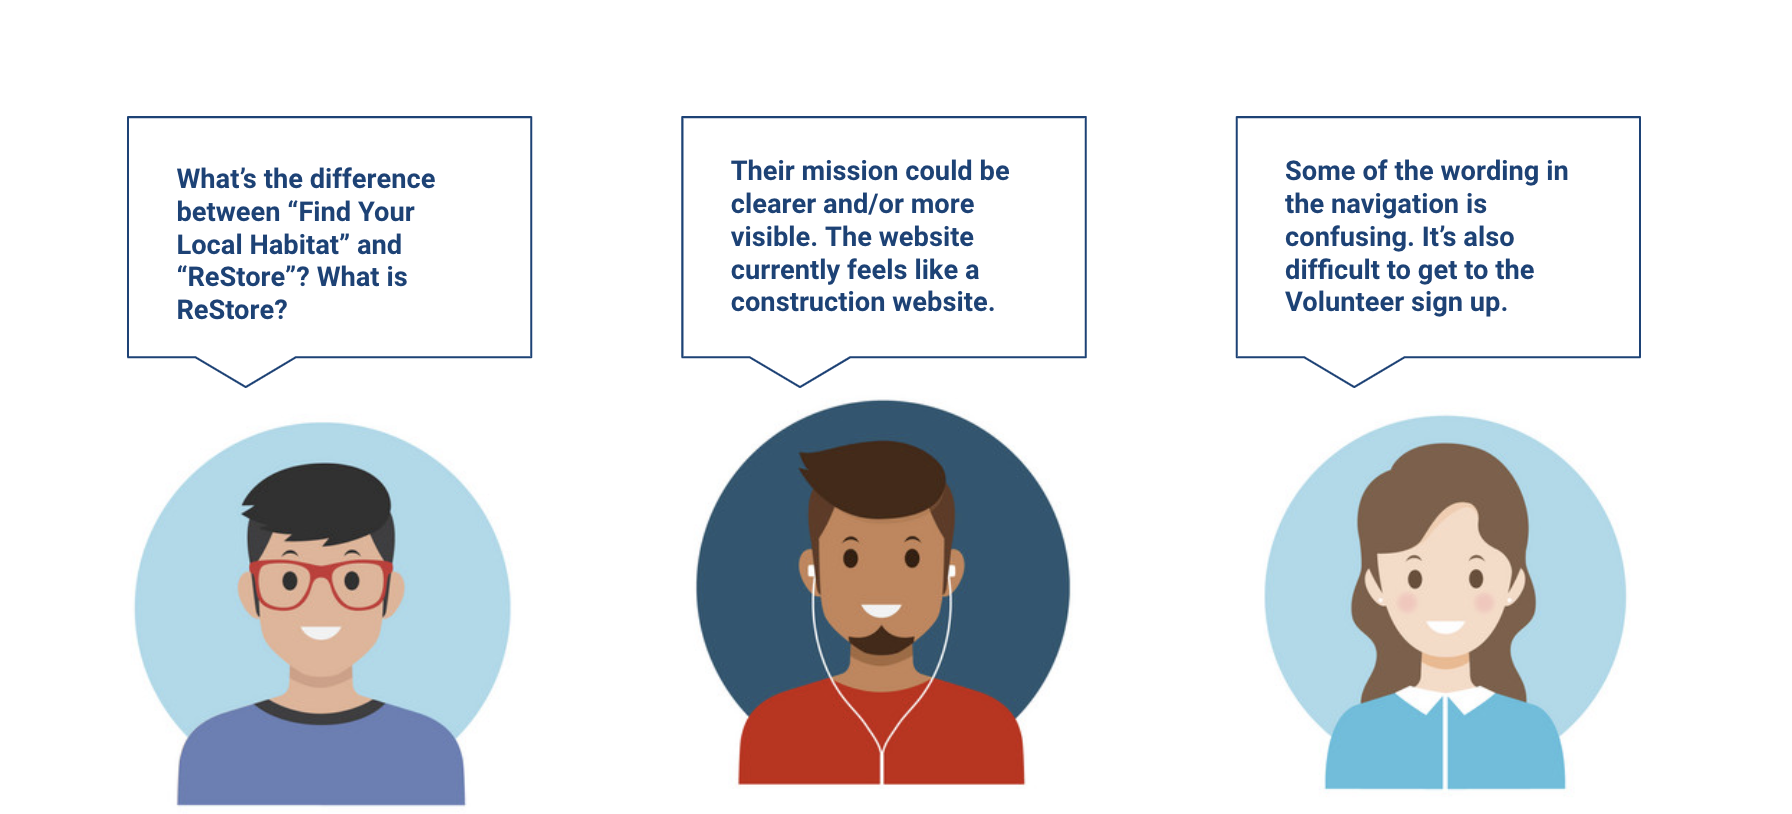 What’s the difference
between “Find Your
Local Habitat” and
“ReStore”? What is
ReStore?
Their mission could be
clearer and/or more
visible. The website
currently feels like a
construction website.
Some of the wording in
the navigation is
confusing. It’s also
difficult to get to the
Volunteer sign up.